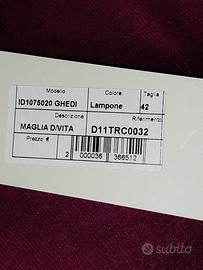 Modello Colore Taglia
ID1075020 GHEDI Lampone 42
Descrizione Riferimento
MAGLIA D/VITA D11TRC0032
Prezzo €
2 000036 366512
subito